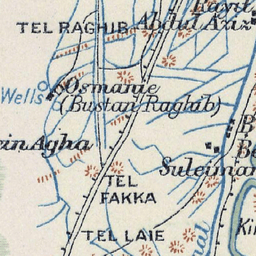 TEL RAGHIB
Abdul Aziz
Osmanie
Wells
(Bustan Raghib)
Agha
Suleiman
TEL
FAKKA
TEL LAIE